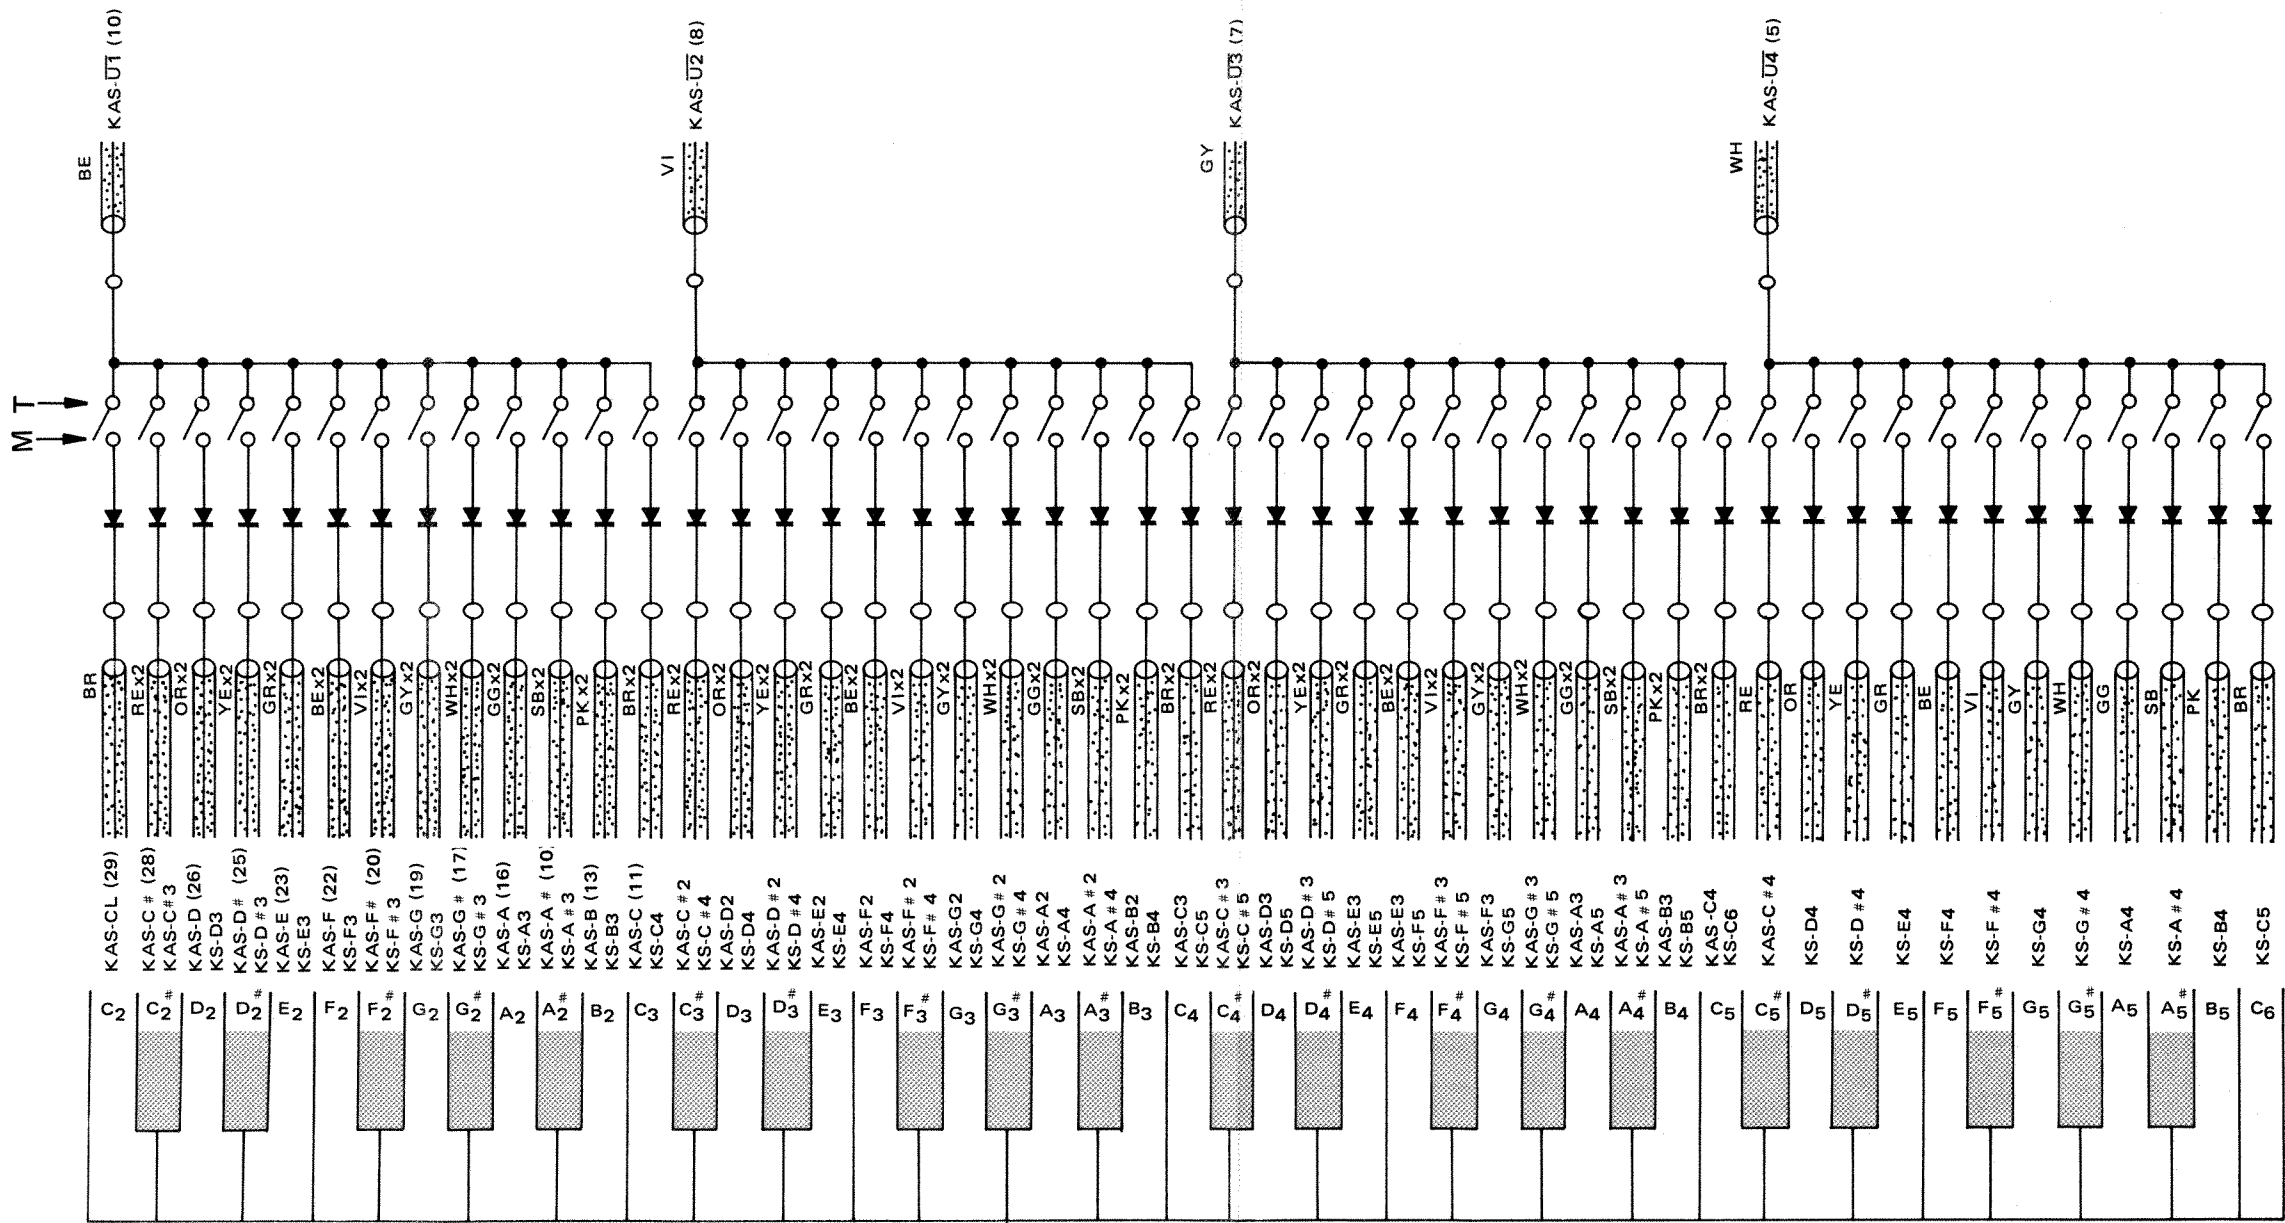 BE
KAS-U1 (10)
VI
KAS-U2 (8)
GY
KAS-U3 (7)
WH
KAS-U4 (5)
T
M
BR
REx2
ORx2
YEx2
GRx2
BEx2
VIx2
GYx2
WHx2
GGx2
SBx2
PKx2
BRx2
REx2
ORx2
YEx2
GRx2
BEx2
VIx2
GYx2
WHx2
GGx2
SBx2
PKx2
BRx2
REx2
ORx2
YEx2
GRx2
BEx2
VIx2
GYx2
WHx2
GGx2
SBx2
PKx2
BRx2
RE
OR
YE
GR
BE
VI
GY
WH
GG
SB
PK
BR
KAS-CL (29)
KAS-C# (28)
KAS-C#3
KAS-D (26)
KS-D3
KAS-D# (25)
KS-D#3
KAS-E (23)
KS-E3
KAS-F (22)
KS-F3
KAS-F# (20)
KS-F#3
KAS-G (19)
KS-G3
KAS-G# (17)
KS-G#3
KAS-A (16)
KS-A3
KAS-A# (10)
KS-A#3
KAS-B (13)
KS-B3
KAS-C (11)
KS-C4
KAS-C#2
KS-C#4
KAS-D2
KS-D4
KAS-D#2
KS-D#4
KAS-E2
KS-E4
KAS-F2
KS-F4
KAS-F#2
KS-F#4
KAS-G2
KS-G4
KAS-G#2
KS-G#4
KAS-A2
KS-A4
KAS-A#2
KS-A#4
KAS-B2
KS-B4
KAS-C3
KS-C5
KAS-C#3
KS-C#5
KAS-D3
KS-D5
KAS-D#3
KS-D#5
KAS-E3
KS-E5
KAS-E3
KS-F5
KAS-F#3
KS-F#5
KAS-F3
KS-G5
KAS-G#3
KS-G#5
KAS-A3
KS-A5
KAS-A#3
KS-A#5
KAS-B3
KS-B5
KAS-C4
KS-C6
KAS-C#4
KS-D4
KS-D#4
KS-E4
KS-F4
KS-F#4
KS-G4
KS-G#4
KS-A4
KS-A#4
KS-B4
KS-C5
C2 C2# D2 D2# E2 F2 F2# G2 G2# A2 A2# B2 C3 C3# D3 D3# E3 F3 F3# G3 G3# A3 A3# B3 C4 C4# D4 D4# E4 F4 F4# G4 G4# A4 A4# B4 C5 C5# D5 D5# E5 F5 F5# G5 G5# A5 A5# B5 C6